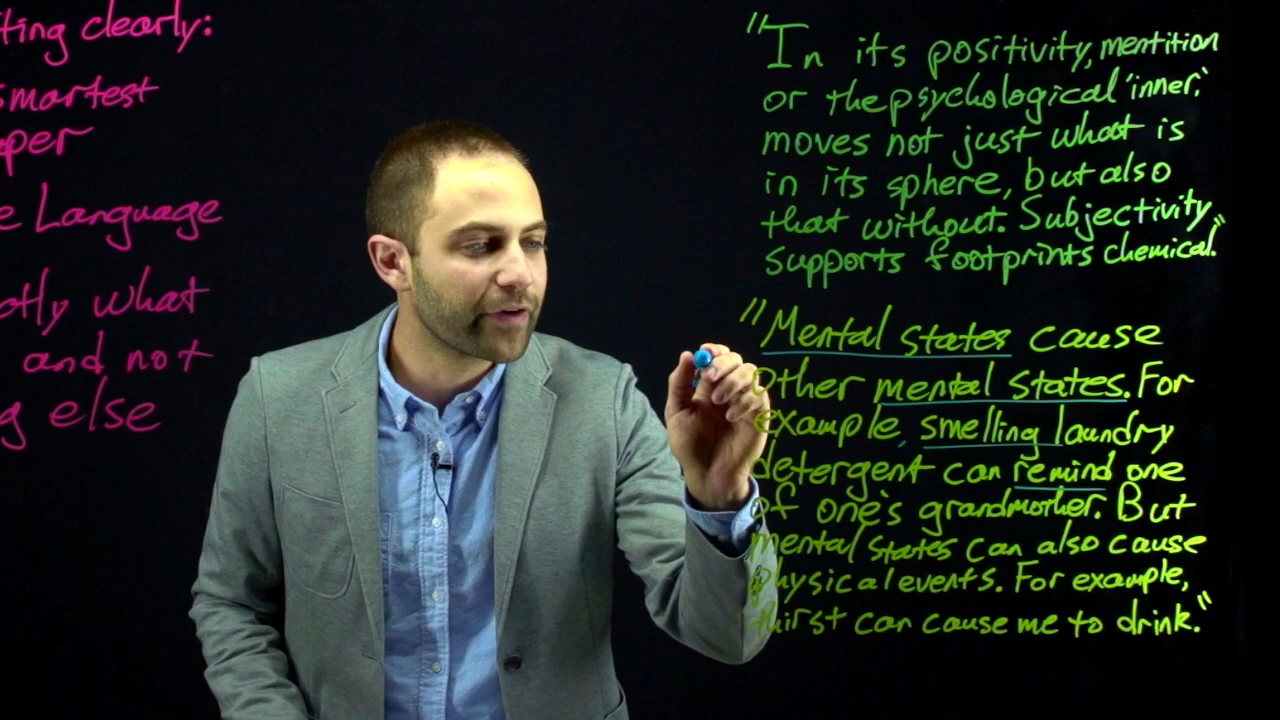 ting clearly:
smartest
per
e Language
ctly what
and not
g else
"In its positivity, mentition
or the psychological 'inner,'
moves not just what is
in its sphere, but also
that without. Subjectivity
supports footprints chemical."
"Mental states cause
other mental states. For
example, smelling laundry
detergent can remind one
of one's grandmother. But
mental states can also cause
physical events. For example,
thirst can cause me to drink."